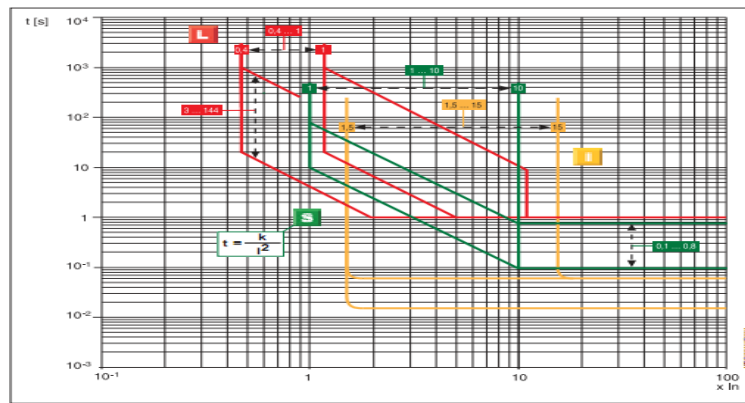 t [s]
10⁴
L
0,4 ... 1
0,4
1
10³
1 ... 10
1
10
3 ... 144
1,5 ... 15
10²
1,5
15
I
10
1
S
t = k / I²
0,1 ... 0,8
10⁻¹
10⁻²
10⁻³
10⁻¹
1
10
100
x In